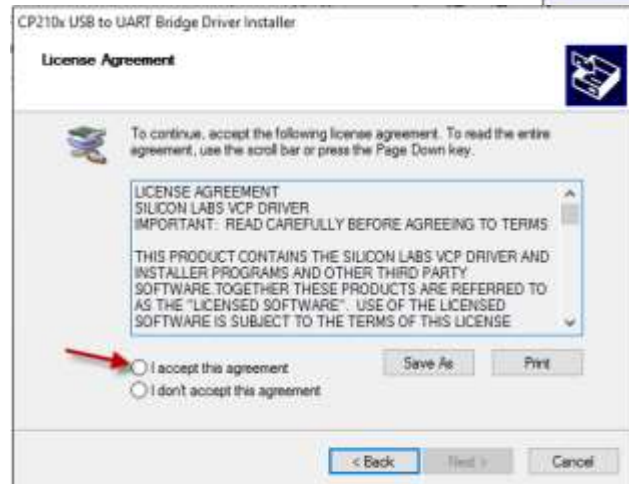 CP210x USB to UART Bridge Driver Installer
License Agreement
To continue, accept the following license agreement. To read the entire
agreement, use the scroll bar or press the Page Down key.
LICENSE AGREEMENT
SILICON LABS VCP DRIVER
IMPORTANT: READ CAREFULLY BEFORE AGREEING TO TERMS
THIS PRODUCT CONTAINS THE SILICON LABS VCP DRIVER AND
INSTALLER PROGRAMS AND OTHER THIRD PARTY
SOFTWARE.TOGETHER THESE PRODUCTS ARE REFERRED TO
AS THE "LICENSED SOFTWARE". USE OF THE LICENSED
SOFTWARE IS SUBJECT TO THE TERMS OF THIS LICENSE
I accept this agreement
Save As
Print
I don't accept this agreement
< Back
Next >
Cancel